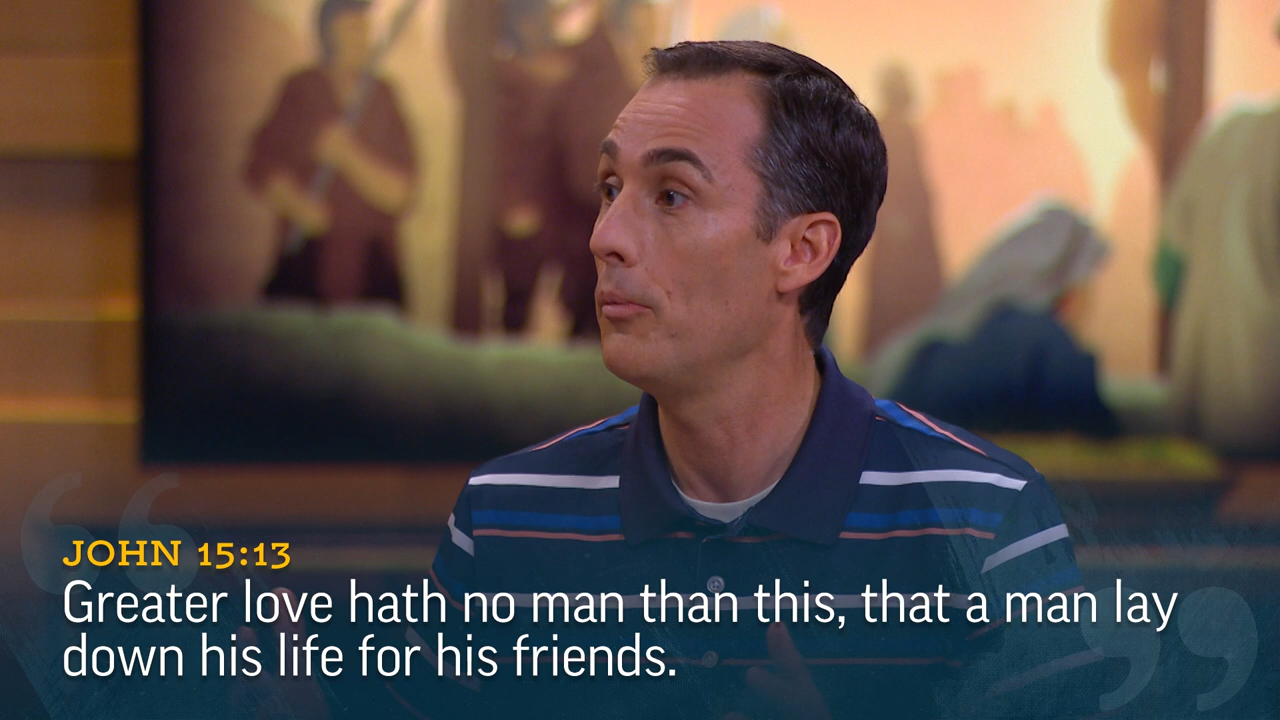 JOHN 15:13
Greater love hath no man than this, that a man lay
down his life for his friends.